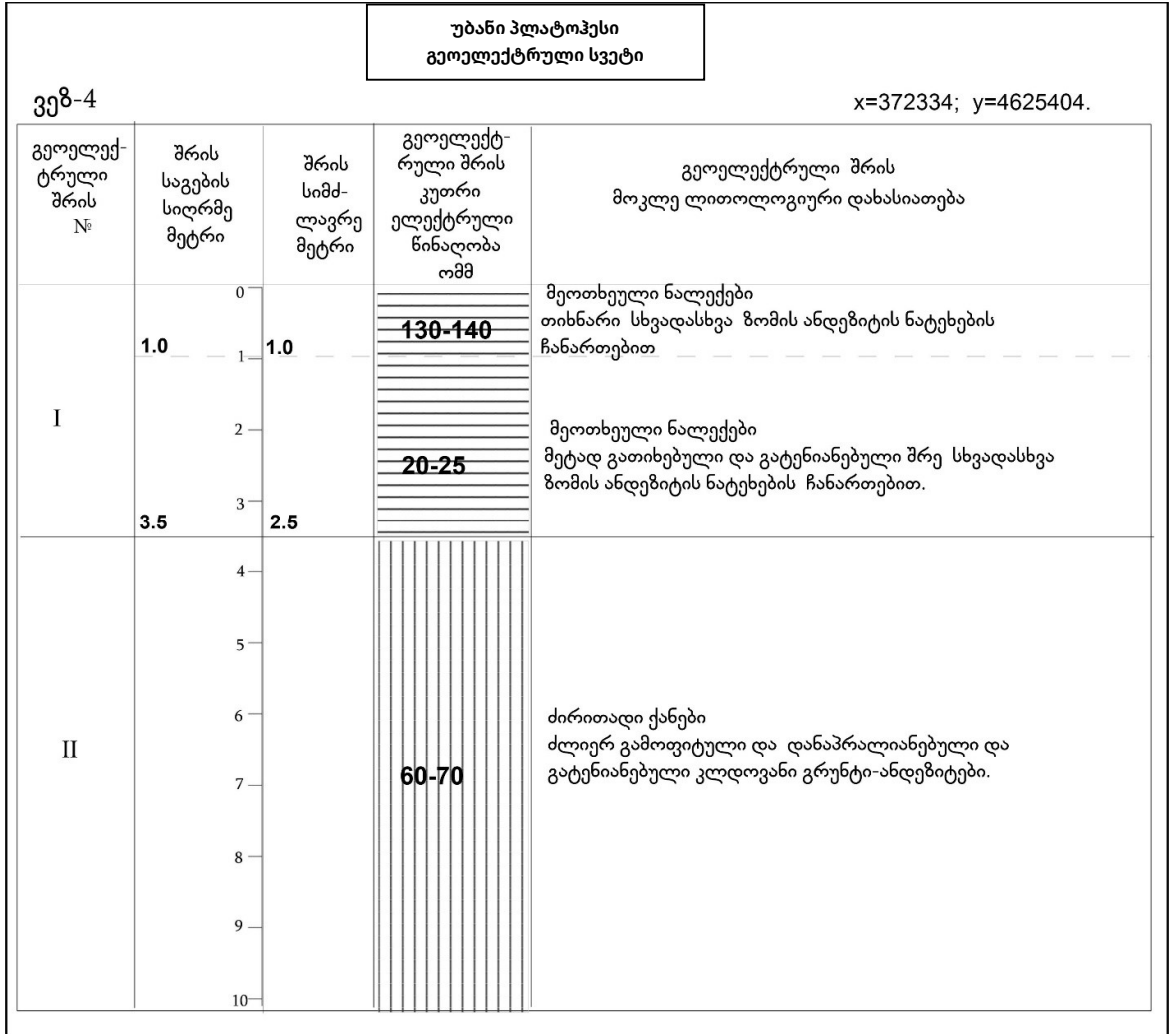 უბანი პლატოჰესი
გეოელექტრული სვეტი
ვეზ-4
x=372334; y=4625404.
გეოელექ-
ტრული
შრის
№
შრის
საგების
სიღრმე
მეტრი
შრის
სიმძ-
ლავრე
მეტრი
გეოელექტ-
რული შრის
კუთრი
ელექტრული
წინაღობა
ომმ
გეოელექტრული შრის
მოკლე ლითოლოგიური დახასიათება
0
მეოთხეული ნალექები
130-140
თიხნარი სხვადასხვა ზომის ანდეზიტის ნატეხების
ჩანართებით
1.0
1
1.0
I
2
მეოთხეული ნალექები
20-25
მეტად გათიხებული და გატენიანებული შრე სხვადასხვა
ზომის ანდეზიტის ნატეხების ჩანართებით.
3
3.5
2.5
4
5
6
ძირითადი ქანები
II
ძლიერ გამოფიტული და დანაპრალიანებული და
გატენიანებული კლდოვანი გრუნტი-ანდეზიტები.
60-70
7
8
9
10